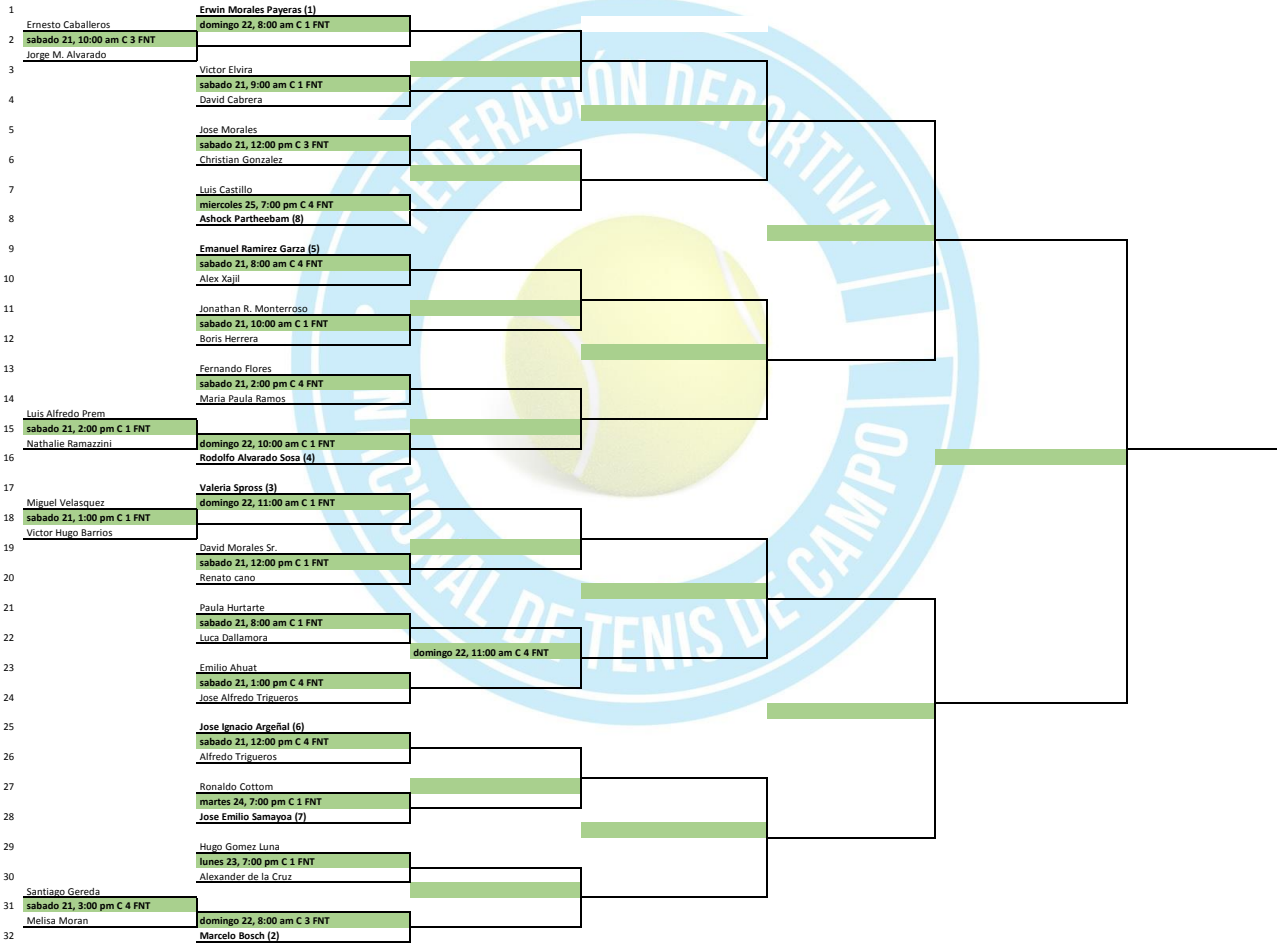 1
Erwin Morales Payeras (1)
Ernesto Caballeros
domingo 22, 8:00 am C 1 FNT
2
sabado 21, 10:00 am C 3 FNT
Jorge M. Alvarado
3
Victor Elvira
sabado 21, 9:00 am C 1 FNT
4
David Cabrera
5
Jose Morales
sabado 21, 12:00 pm C 3 FNT
6
Christian Gonzalez
7
Luis Castillo
miercoles 25, 7:00 pm C 4 FNT
8
Ashock Partheebam (8)
9
Emanuel Ramirez Garza (5)
sabado 21, 8:00 am C 4 FNT
10
Alex Xajil
11
Jonathan R. Monterroso
sabado 21, 10:00 am C 1 FNT
12
Boris Herrera
13
Fernando Flores
sabado 21, 2:00 pm C 4 FNT
14
Maria Paula Ramos
Luis Alfredo Prem
15
sabado 21, 2:00 pm C 1 FNT
Nathalie Ramazzini
domingo 22, 10:00 am C 1 FNT
16
Rodolfo Alvarado Sosa (4)
17
Valeria Spross (3)
Miguel Velasquez
domingo 22, 11:00 am C 1 FNT
18
sabado 21, 1:00 pm C 1 FNT
Victor Hugo Barrios
19
David Morales Sr.
sabado 21, 12:00 pm C 1 FNT
20
Renato cano
21
Paula Hurtarte
sabado 21, 8:00 am C 1 FNT
22
Luca Dallamora
domingo 22, 11:00 am C 4 FNT
23
Emilio Ahuat
sabado 21, 1:00 pm C 4 FNT
24
Jose Alfredo Trigueros
25
Jose Ignacio Argeñal (6)
sabado 21, 12:00 pm C 4 FNT
26
Alfredo Trigueros
27
Ronaldo Cottom
martes 24, 7:00 pm C 1 FNT
28
Jose Emilio Samayoa (7)
29
Hugo Gomez Luna
lunes 23, 7:00 pm C 1 FNT
30
Alexander de la Cruz
Santiago Gereda
31
sabado 21, 3:00 pm C 4 FNT
Melisa Moran
domingo 22, 8:00 am C 3 FNT
32
Marcelo Bosch (2)
FEDERACIÓN DEPORTIVA
DE TENIS DE CAMPO